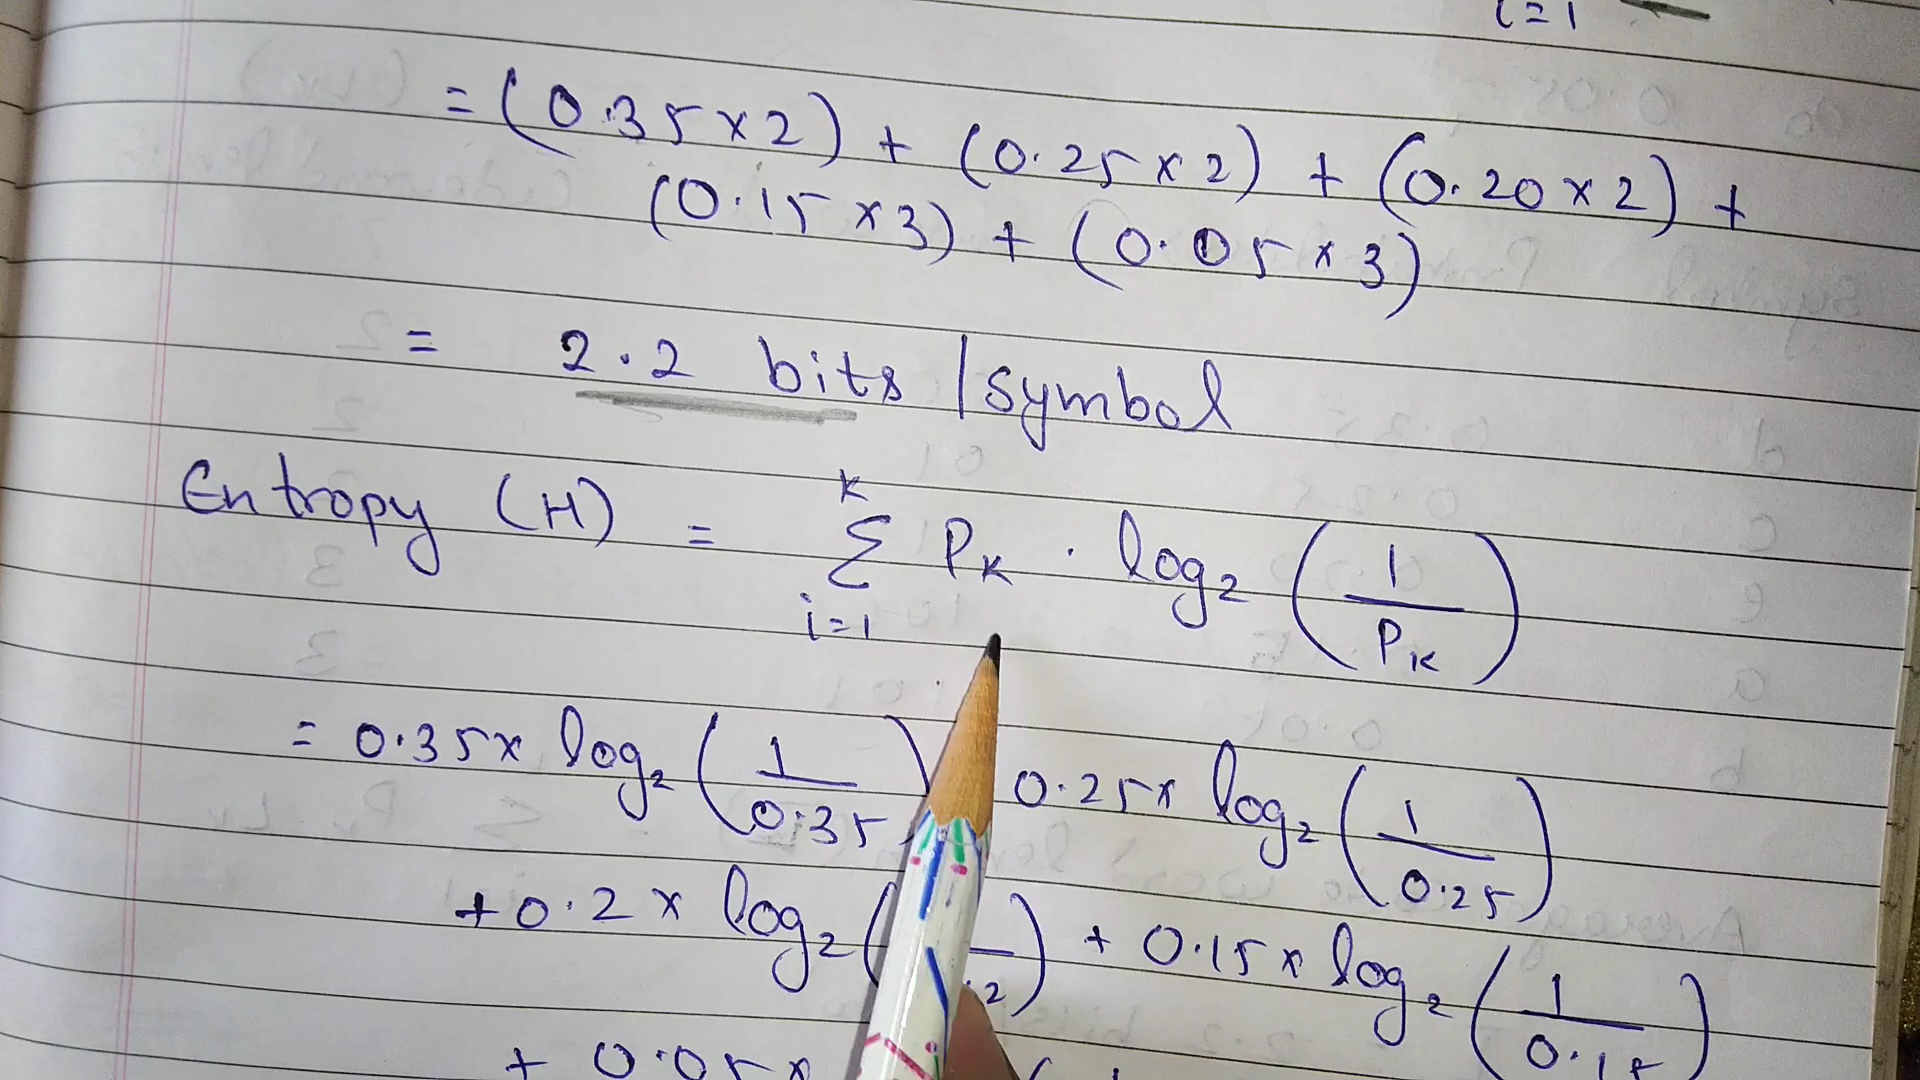 i=1
= (0.35×2) + (0.25×2) + (0.20×2) +
(0.15×3) + (0.05×3)
= 2.2 bits / symbol
Entropy (H) = K Σ i=1 PK . log2 (1/PK)
= 0.35× log2 (1/0.35) 0.25× log2 (1/0.25)
+0.2× log2 ( .2) + 0.15× log2 (1/0.15)
+ 0.05×